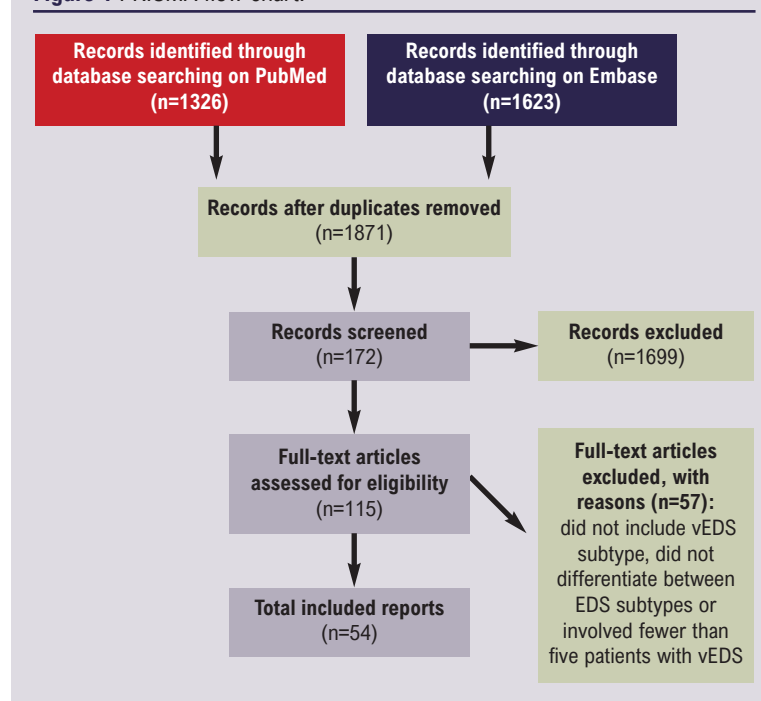 Records identified through
database searching on PubMed
(n=1326)
Records identified through
database searching on Embase
(n=1623)
Records after duplicates removed
(n=1871)
Records screened
(n=172)
Records excluded
(n=1699)
Full-text articles
assessed for eligibility
(n=115)
Full-text articles
excluded, with
reasons (n=57):
did not include vEDS
subtype, did not
differentiate between
EDS subtypes or
involved fewer than
five patients with vEDS
Total included reports
(n=54)